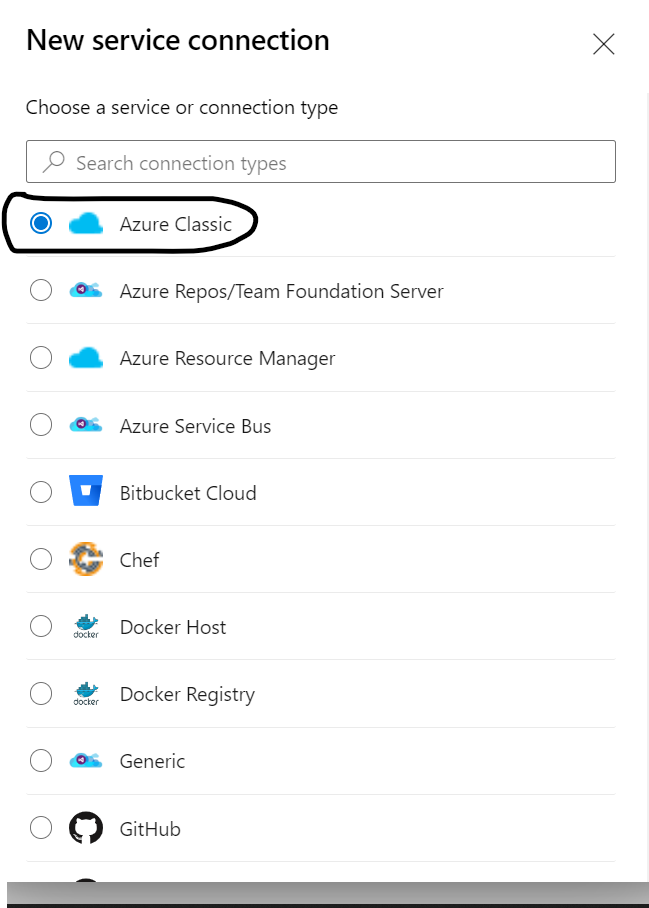 New service connection
Choose a service or connection type
Search connection types
Azure Classic
Azure Repos/Team Foundation Server
Azure Resource Manager
Azure Service Bus
Bitbucket Cloud
Chef
docker
Docker Host
docker
Docker Registry
Generic
GitHub